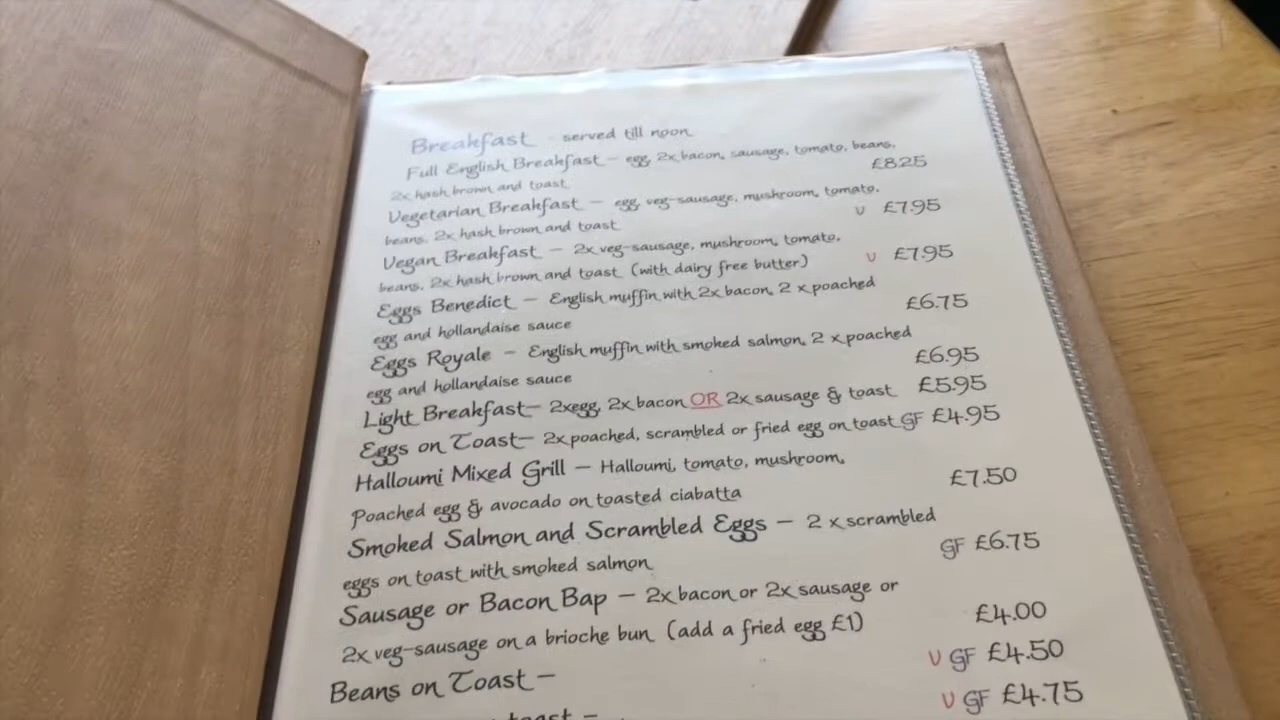 Breakfast - served till noon
Full English Breakfast - egg, 2x bacon, sausage, tomato, beans,
2x hash brown and toast £8.25
Vegetarian Breakfast - egg, veg-sausage, mushroom, tomato,
beans, 2x hash brown and toast V £7.95
Vegan Breakfast - 2x veg-sausage, mushroom, tomato,
beans, 2x hash brown and toast (with dairy free butter) V £7.95
Eggs Benedict - English muffin with 2x bacon, 2 x poached
egg and hollandaise sauce £6.75
Eggs Royale - English muffin with smoked salmon, 2 x poached
egg and hollandaise sauce £6.95
Light Breakfast- 2xegg, 2x bacon OR 2x sausage & toast £5.95
Eggs on Toast- 2x poached, scrambled or fried egg on toast GF £4.95
Halloumi Mixed Grill - Halloumi, tomato, mushroom,
Poached egg & avocado on toasted ciabatta £7.50
Smoked Salmon and Scrambled Eggs - 2 x scrambled
eggs on toast with smoked salmon GF £6.75
Sausage or Bacon Bap - 2x bacon or 2x sausage or
2x veg-sausage on a brioche bun (add a fried egg £1) £4.00
Beans on Toast - V GF £4.50
toast - V GF £4.75